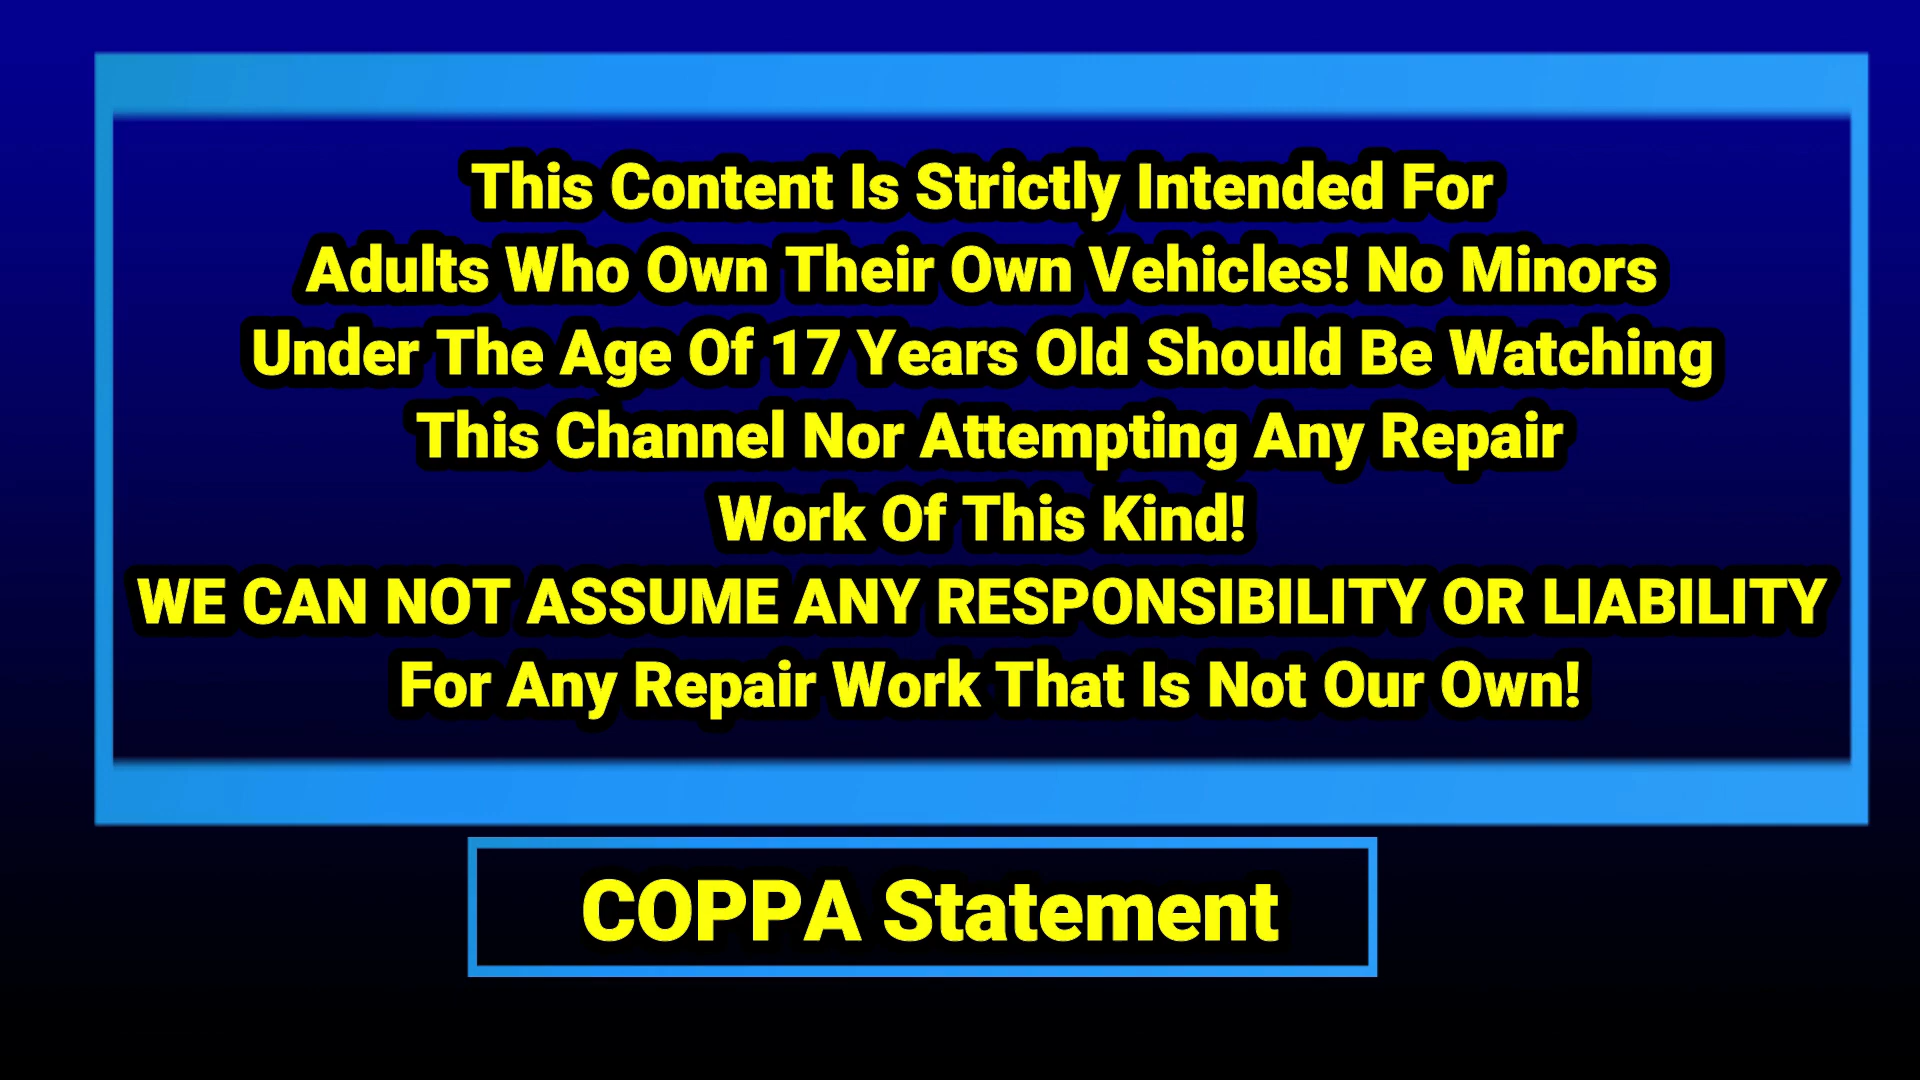 This Content Is Strictly Intended For
Adults Who Own Their Own Vehicles! No Minors
Under The Age Of 17 Years Old Should Be Watching
This Channel Nor Attempting Any Repair
Work Of This Kind!
WE CAN NOT ASSUME ANY RESPONSIBILITY OR LIABILITY
For Any Repair Work That Is Not Our Own!
COPPA Statement